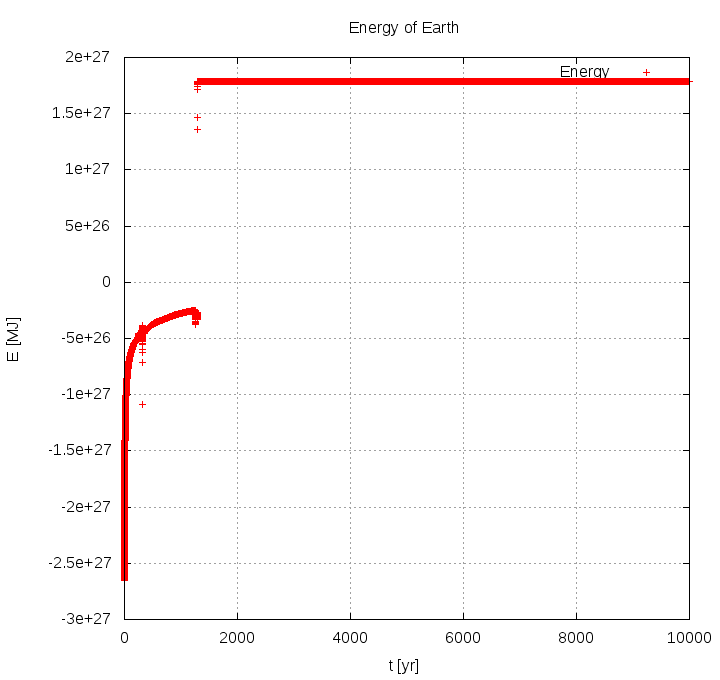 Energy of Earth
2e+27
Energy
1.5e+27
1e+27
5e+26
0
-5e+26
-1e+27
-1.5e+27
-2e+27
-2.5e+27
-3e+27
E [MJ]
0 2000 4000 6000 8000 10000
t [yr]